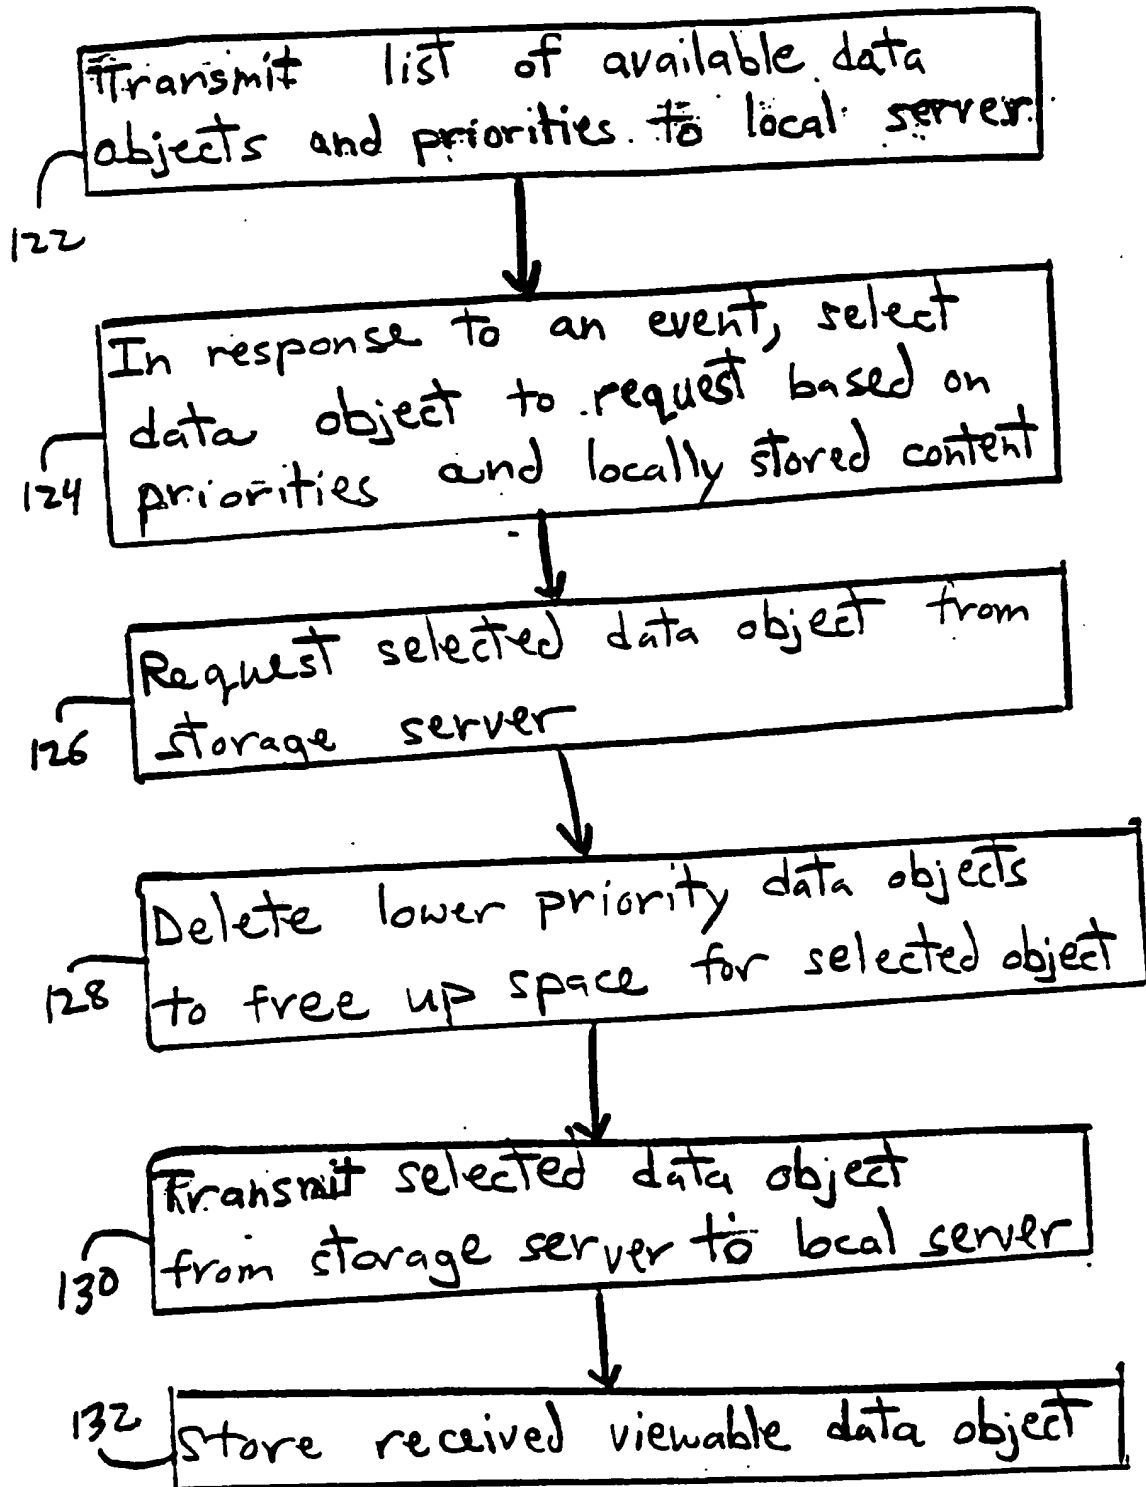 Transmit list of available data
objects and priorities to local server
122
In response to an event, select
data object to request based on
priorities and locally stored content
124
Request selected data object from
storage server
126
Delete lower priority data objects
to free up space for selected object
128
Transmit selected data object
from storage server to local server
130
132
Store received viewable data object